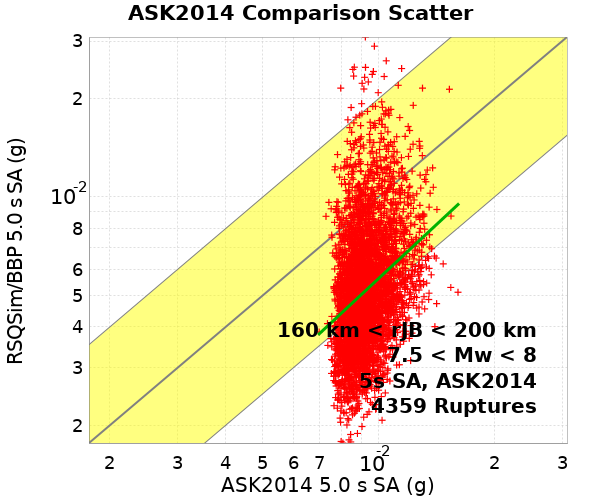 ASK2014 Comparison Scatter
RSQSim/BBP 5.0 s SA (g)
3
2
10-2
8
6
5
4
3
2
160 km < rJB < 200 km
7.5 < Mw < 8
5s SA, ASK2014
4359 Ruptures
2 3 4 5 6 7 10-2 2 3
ASK2014 5.0 s SA (g)